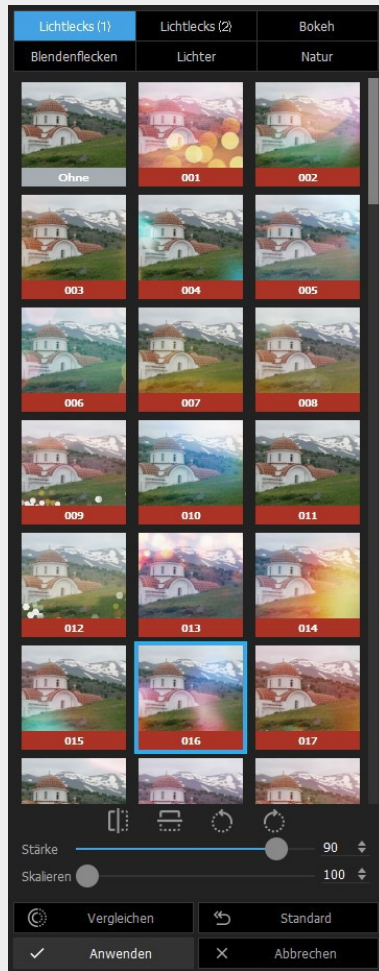 Lichtlecks (1) Lichtlecks (2) Bokeh
Blendenflecken Lichter Natur
Ohne 001 002
003 004 005
006 007 008
009 010 011
012 013 014
015 016 017
Stärke 90
Skalieren 100
Vergleichen Standard
Anwenden Abbrechen